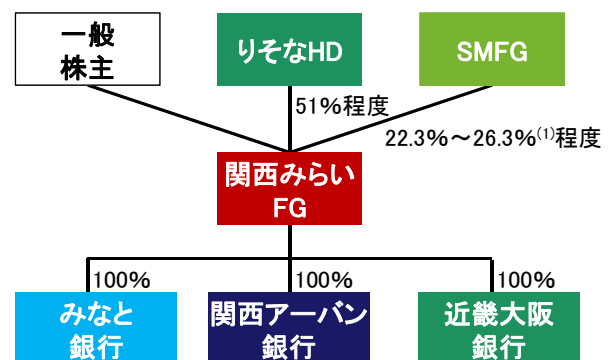 一般
株主
りそなHD
SMFG
51%程度
22.3%～26.3%(1)程度
関西みらい
FG
100%
100%
100%
みなと
銀行
関西アーバン
銀行
近畿大阪
銀行